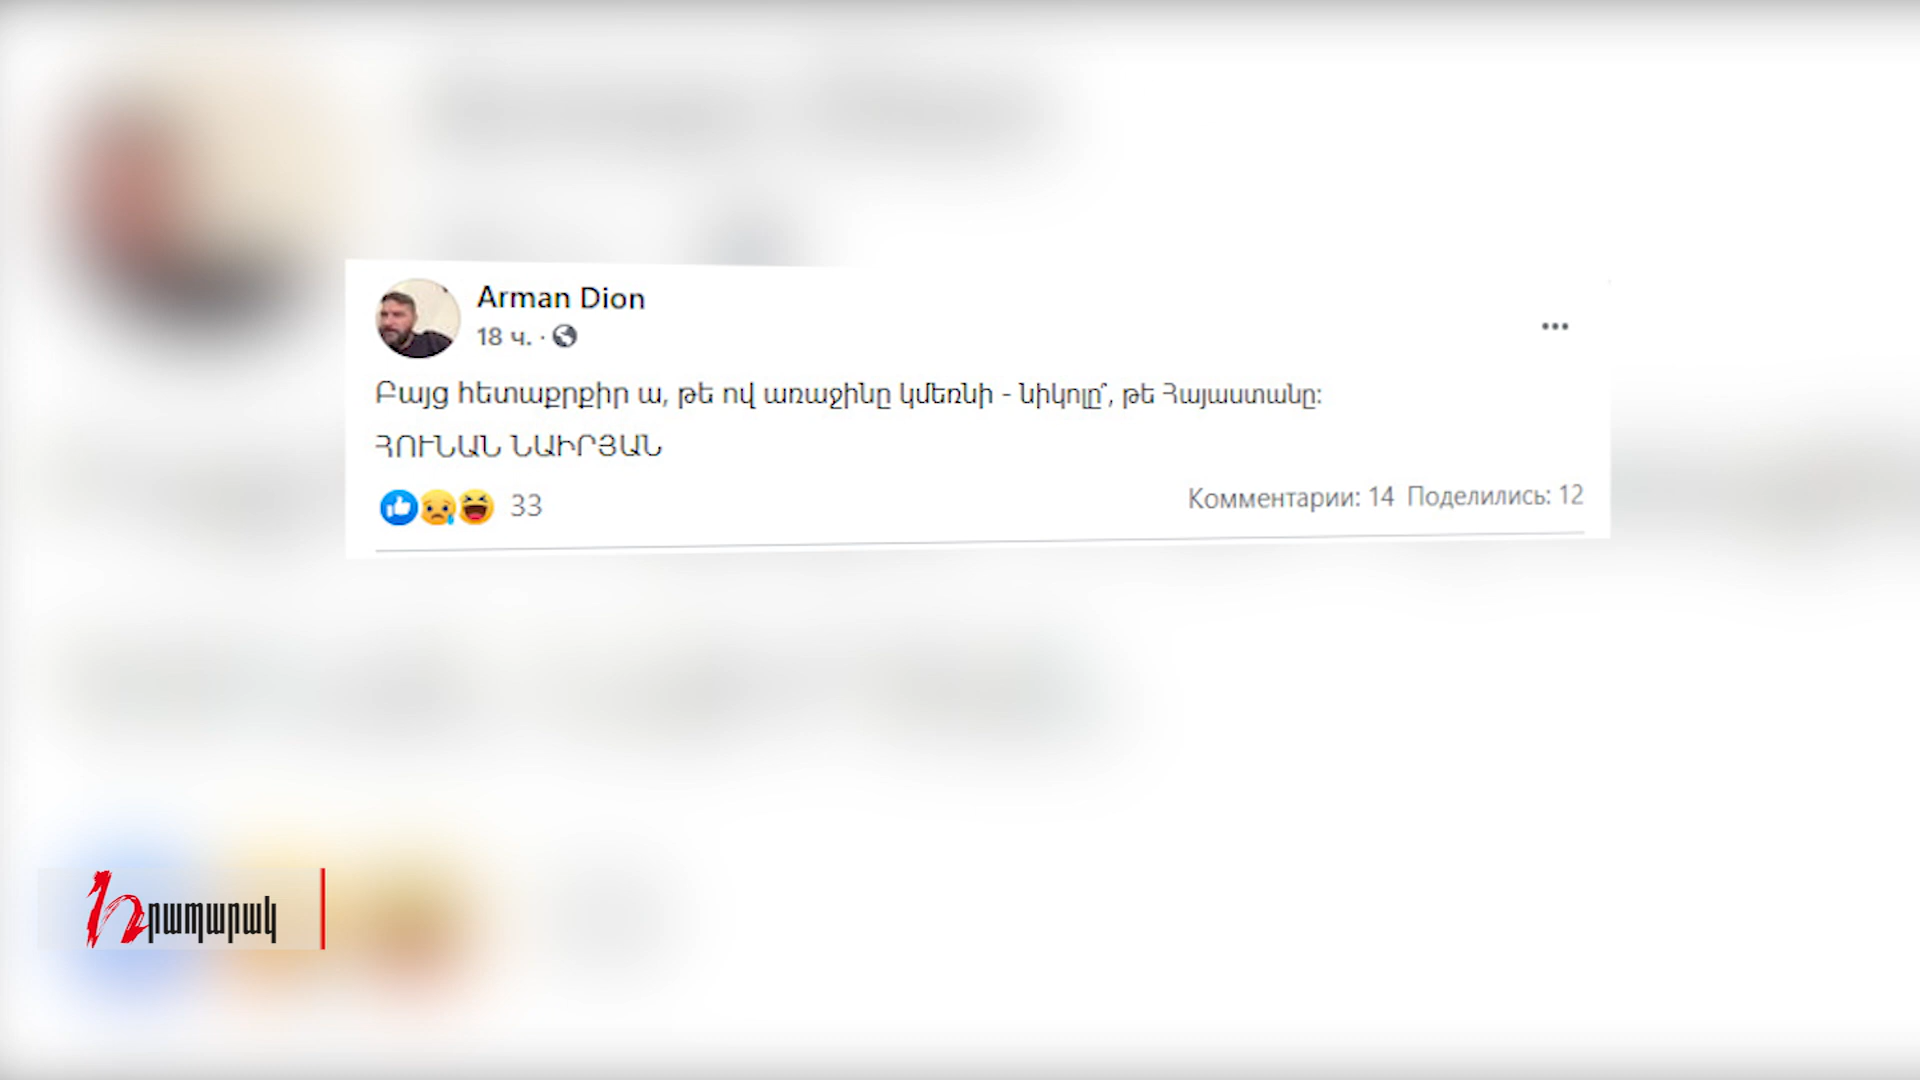 Arman Dion
18 ч. ·
Բայց հետաքրքիր ա, թե ով առաջինը կմեռնի - նիկոլը՞, թե Հայաստանը։
ՀՈՒՆԱՆ ՆԱԻՐՅԱՆ
33
Комментарии: 14 Поделились: 12
Հրապարակ